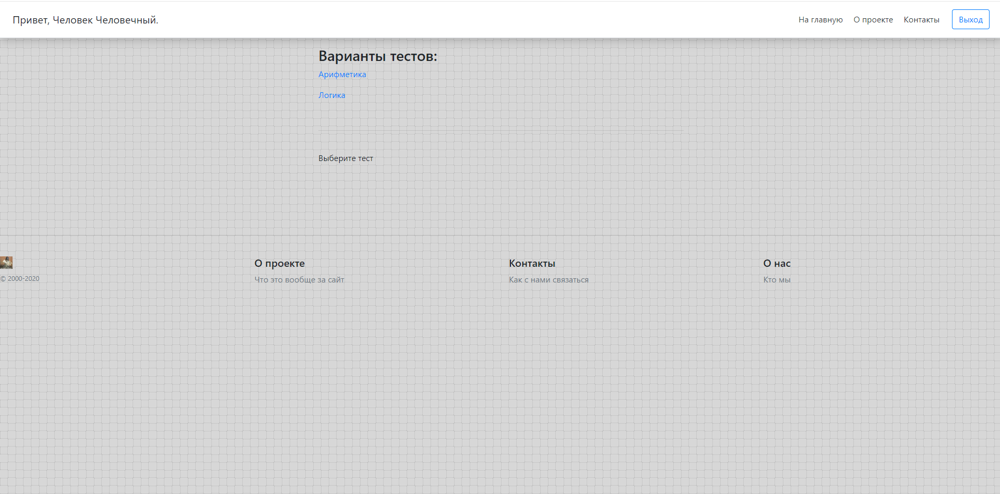 Привет, Человек Человечный.
На главную О проекте Контакты Выход
Варианты тестов:
Арифметика
Логика
Выберите тест
© 2000-2020
О проекте
Что это вообще за сайт
Контакты
Как с нами связаться
О нас
Кто мы